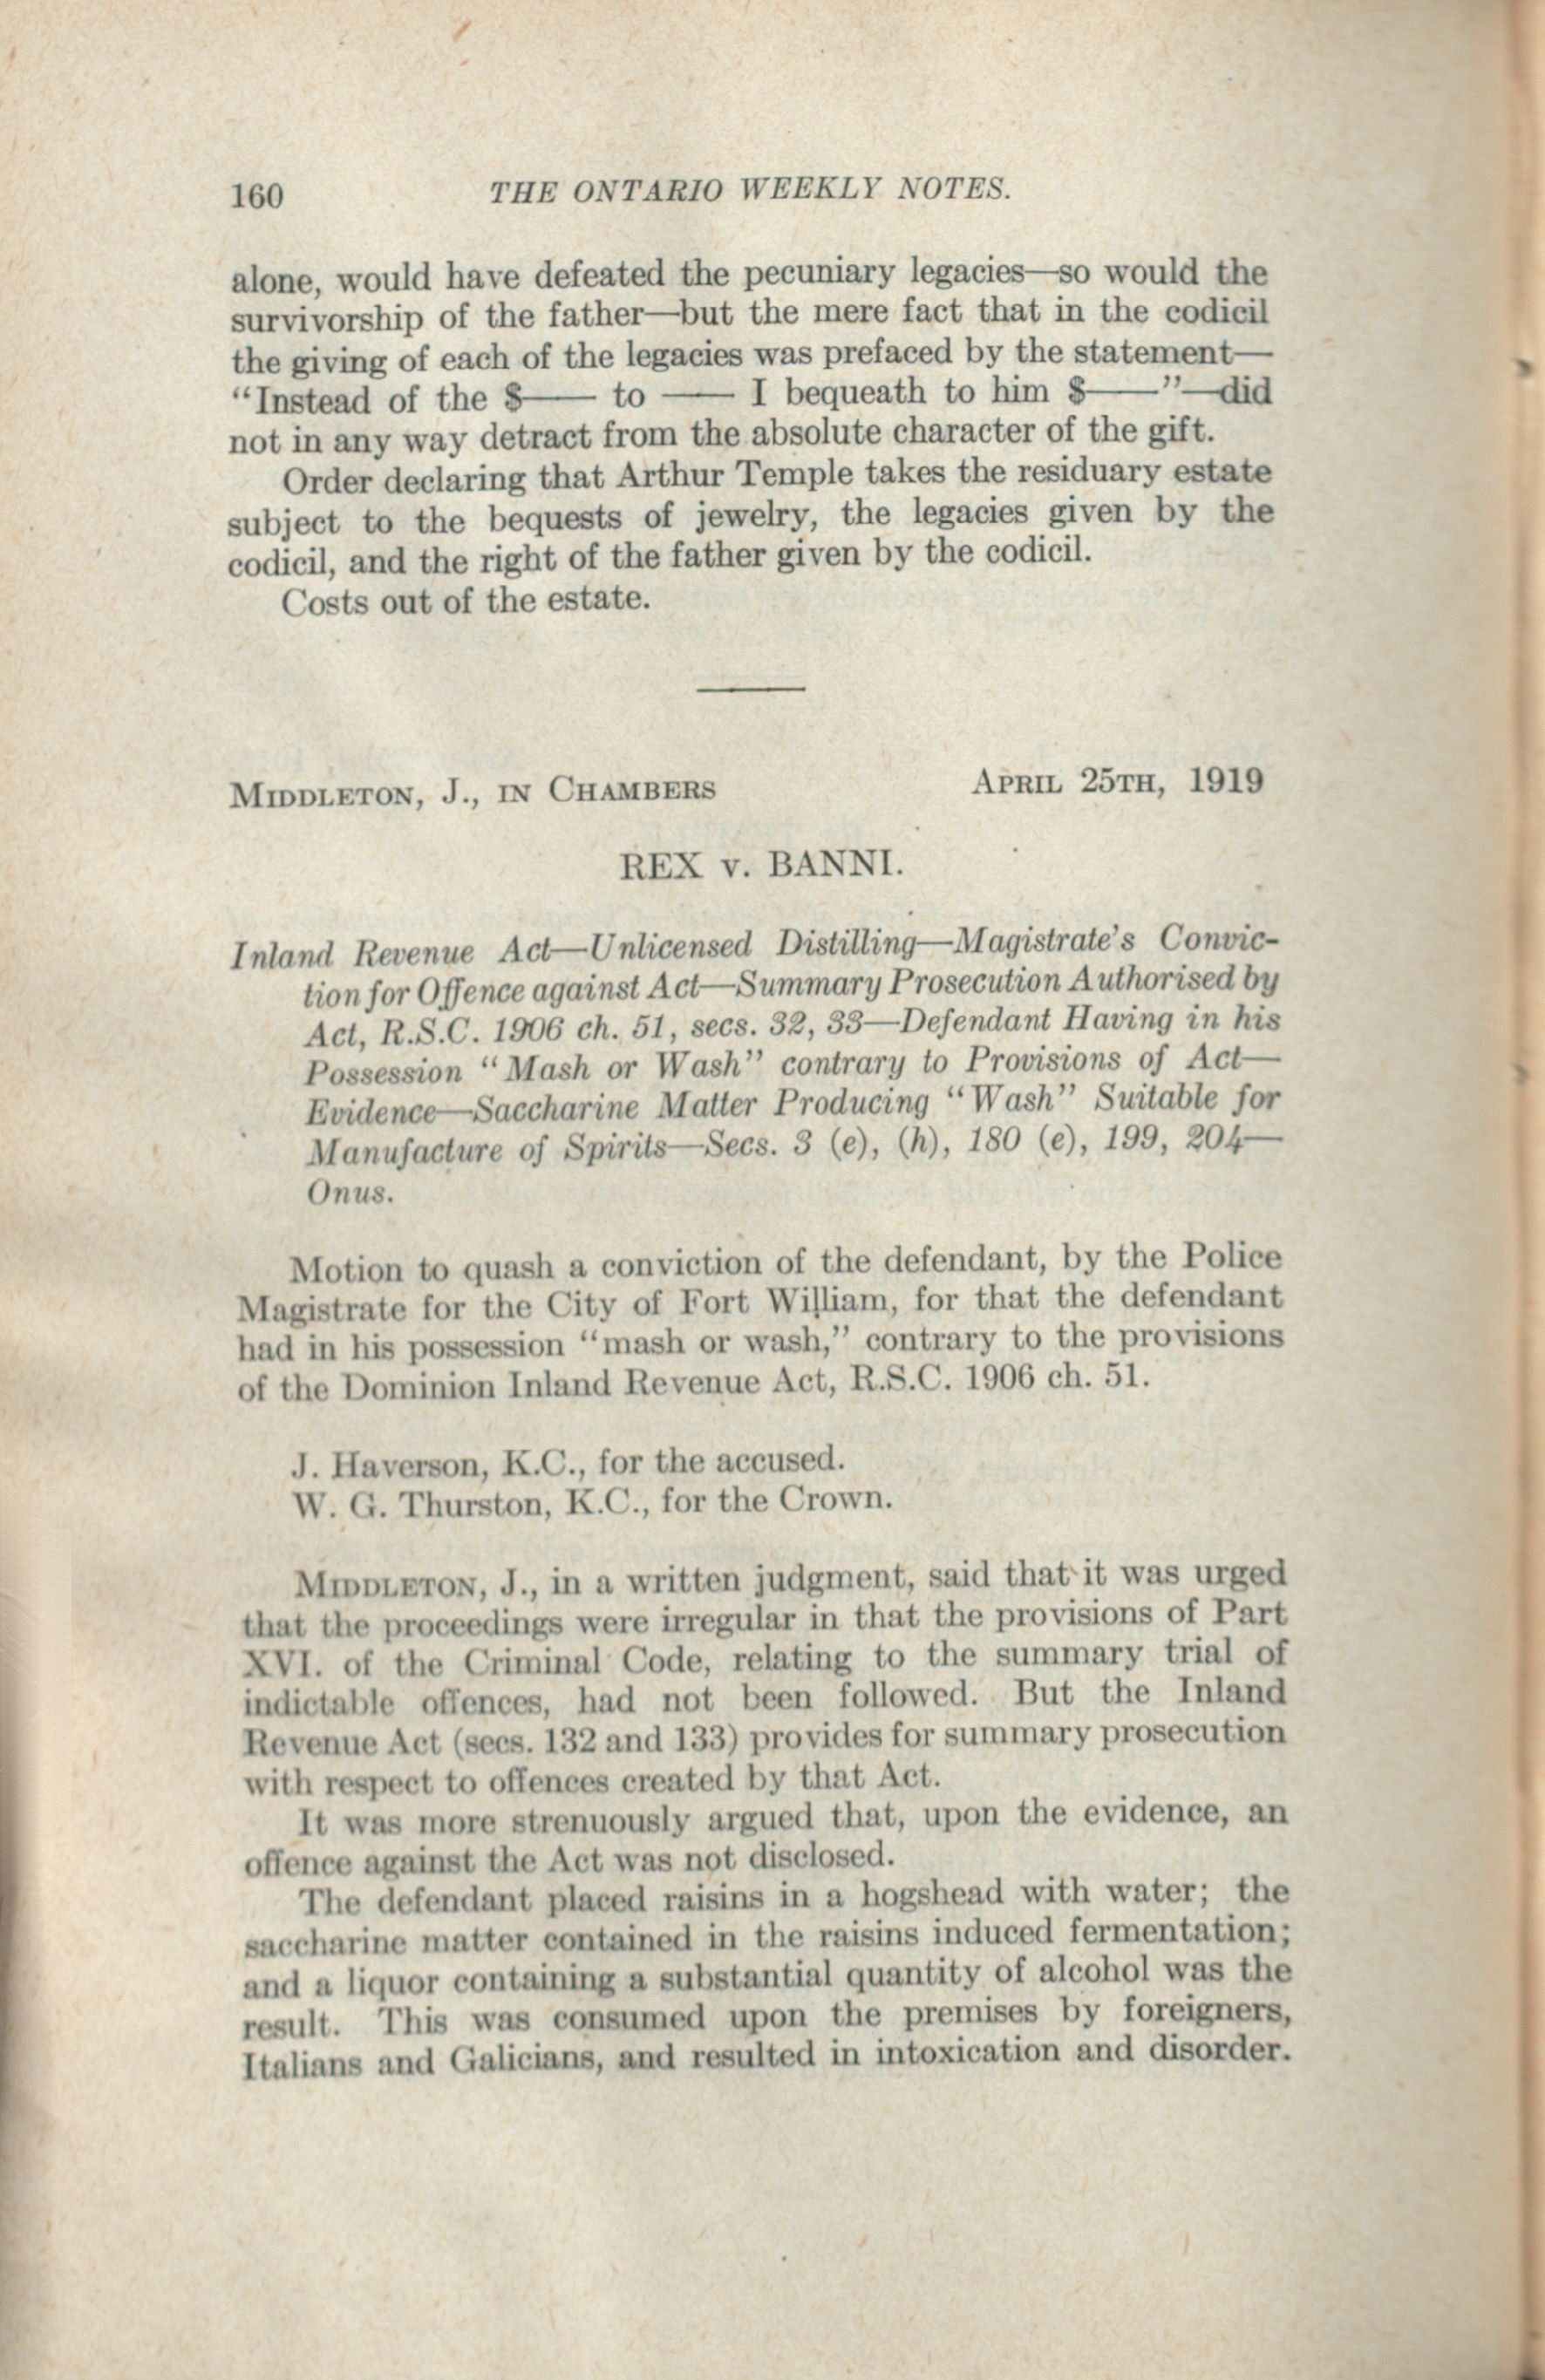 160
THE ONTARIO WEEKLY NOTES.
alone, would have defeated the pecuniary legacies—so would the
survivorship of the father—but the mere fact that in the codicil
the giving of each of the legacies was prefaced by the statement—
“Instead of the $—— to —— I bequeath to him $——”—did
not in any way detract from the absolute character of the gift.
Order declaring that Arthur Temple takes the residuary estate
subject to the bequests of jewelry, the legacies given by the
codicil, and the right of the father given by the codicil.
Costs out of the estate.
MIDDLETON, J., IN CHAMBERS
APRIL 25TH, 1919
REX v. BANNI.
Inland Revenue Act—Unlicensed Distilling—Magistrate's Convic-
tion for Offence against Act—Summary Prosecution Authorised by
Act, R.S.C. 1906 ch. 51, secs. 32, 33—Defendant Having in his
Possession “Mash or Wash” contrary to Provisions of Act—
Evidence—Saccharine Matter Producing “Wash” Suitable for
Manufacture of Spirits—Secs. 3 (e), (h), 180 (e), 199, 204—
Onus.
Motion to quash a conviction of the defendant, by the Police
Magistrate for the City of Fort William, for that the defendant
had in his possession “mash or wash,” contrary to the provisions
of the Dominion Inland Revenue Act, R.S.C. 1906 ch. 51.
J. Haverson, K.C., for the accused.
W. G. Thurston, K.C., for the Crown.
MIDDLETON, J., in a written judgment, said that it was urged
that the proceedings were irregular in that the provisions of Part
XVI. of the Criminal Code, relating to the summary trial of
indictable offences, had not been followed. But the Inland
Revenue Act (secs. 132 and 133) provides for summary prosecution
with respect to offences created by that Act.
It was more strenuously argued that, upon the evidence, an
offence against the Act was not disclosed.
The defendant placed raisins in a hogshead with water; the
saccharine matter contained in the raisins induced fermentation;
and a liquor containing a substantial quantity of alcohol was the
result. This was consumed upon the premises by foreigners,
Italians and Galicians, and resulted in intoxication and disorder.